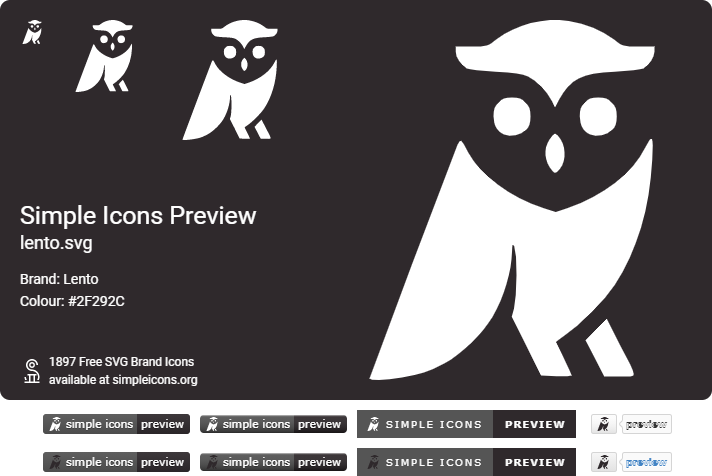 Simple Icons Preview
lento.svg
Brand: Lento
Colour: #2F292C
1897 Free SVG Brand Icons
available at simpleicons.org
simple icons preview
simple icons preview
SIMPLE ICONS PREVIEW
preview
simple icons preview
simple icons preview
SIMPLE ICONS PREVIEW
preview